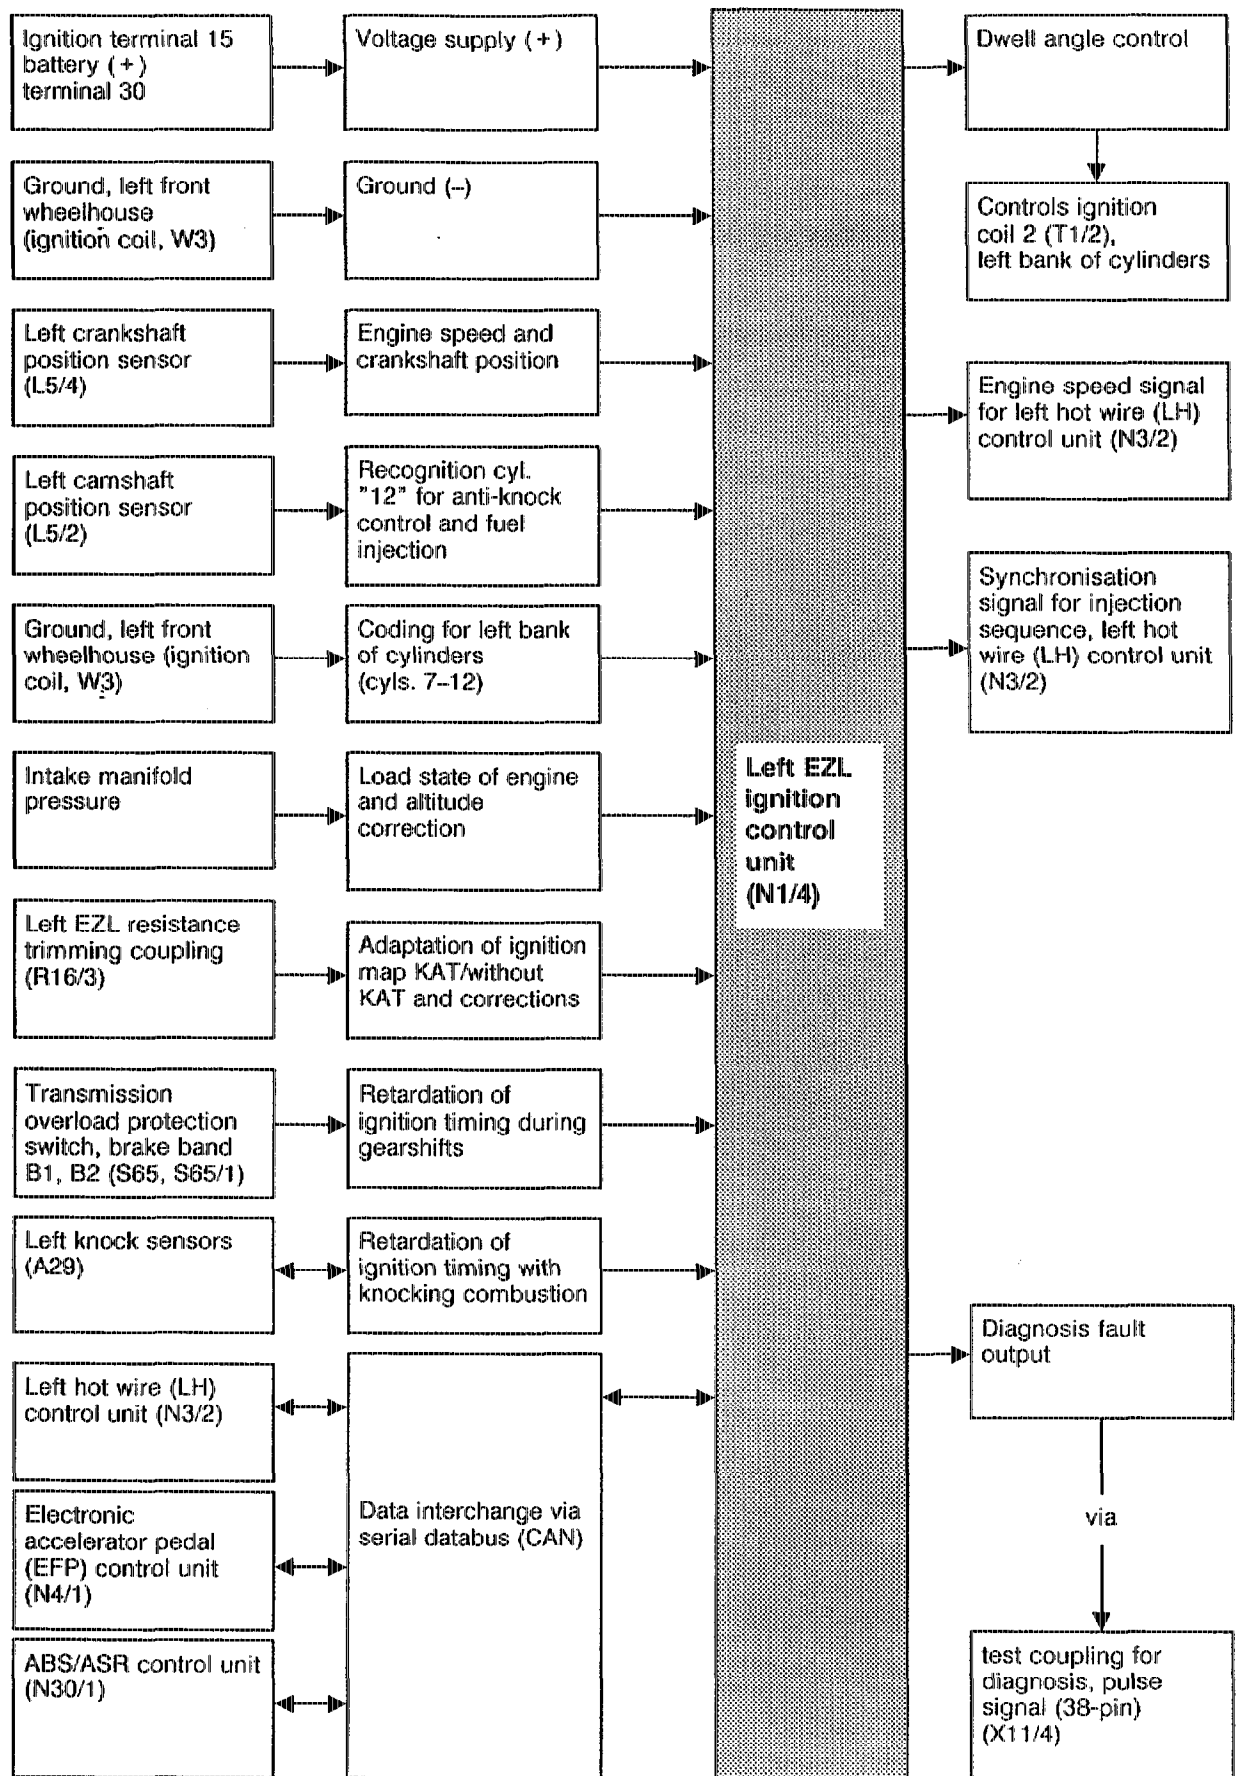 Ignition terminal 15
battery (+)
terminal 30
Voltage supply (+)
Dwell angle control
Ground, left front
wheelhouse
(ignition coil, W3)
Ground (–)
Controls ignition
coil 2 (T1/2),
left bank of cylinders
Left crankshaft
position sensor
(L5/4)
Engine speed and
crankshaft position
Engine speed signal
for left hot wire (LH)
control unit (N3/2)
Left camshaft
position sensor
(L5/2)
Recognition cyl.
"12" for anti-knock
control and fuel
injection
Synchronisation
signal for injection
sequence, left hot
wire (LH) control unit
(N3/2)
Ground, left front
wheelhouse (ignition
coil, W3)
Coding for left bank
of cylinders
(cyls. 7–12)
Intake manifold
pressure
Load state of engine
and altitude
correction
Left EZL
ignition
control
unit
(N1/4)
Left EZL resistance
trimming coupling
(R16/3)
Adaptation of ignition
map KAT/without
KAT and corrections
Transmission
overload protection
switch, brake band
B1, B2 (S65, S65/1)
Retardation of
ignition timing during
gearshifts
Left knock sensors
(A29)
Retardation of
ignition timing with
knocking combustion
Diagnosis fault
output
Left hot wire (LH)
control unit (N3/2)
Electronic
accelerator pedal
(EFP) control unit
(N4/1)
Data interchange via
serial databus (CAN)
via
ABS/ASR control unit
(N30/1)
test coupling for
diagnosis, pulse
signal (38-pin)
(X11/4)